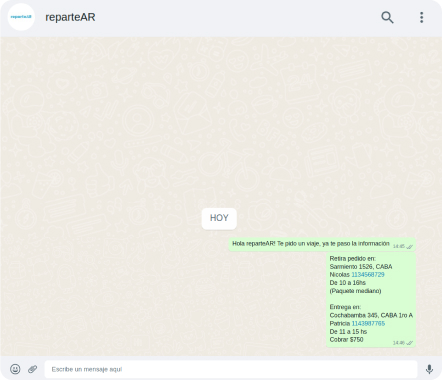 reparteAR
reparteAR
HOY
Hola reparteAR! Te pido un viaje, ya te paso la información
14:45
Retira pedido en:
Sarmiento 1526, CABA
Nicolas 1134568729
De 10 a 16hs
(Paquete mediano)
Entrega en:
Cochabamba 345, CABA 1ro A
Patricia 1143987765
De 11 a 15 hs
Cobrar $750
14:46
Escribe un mensaje aquí